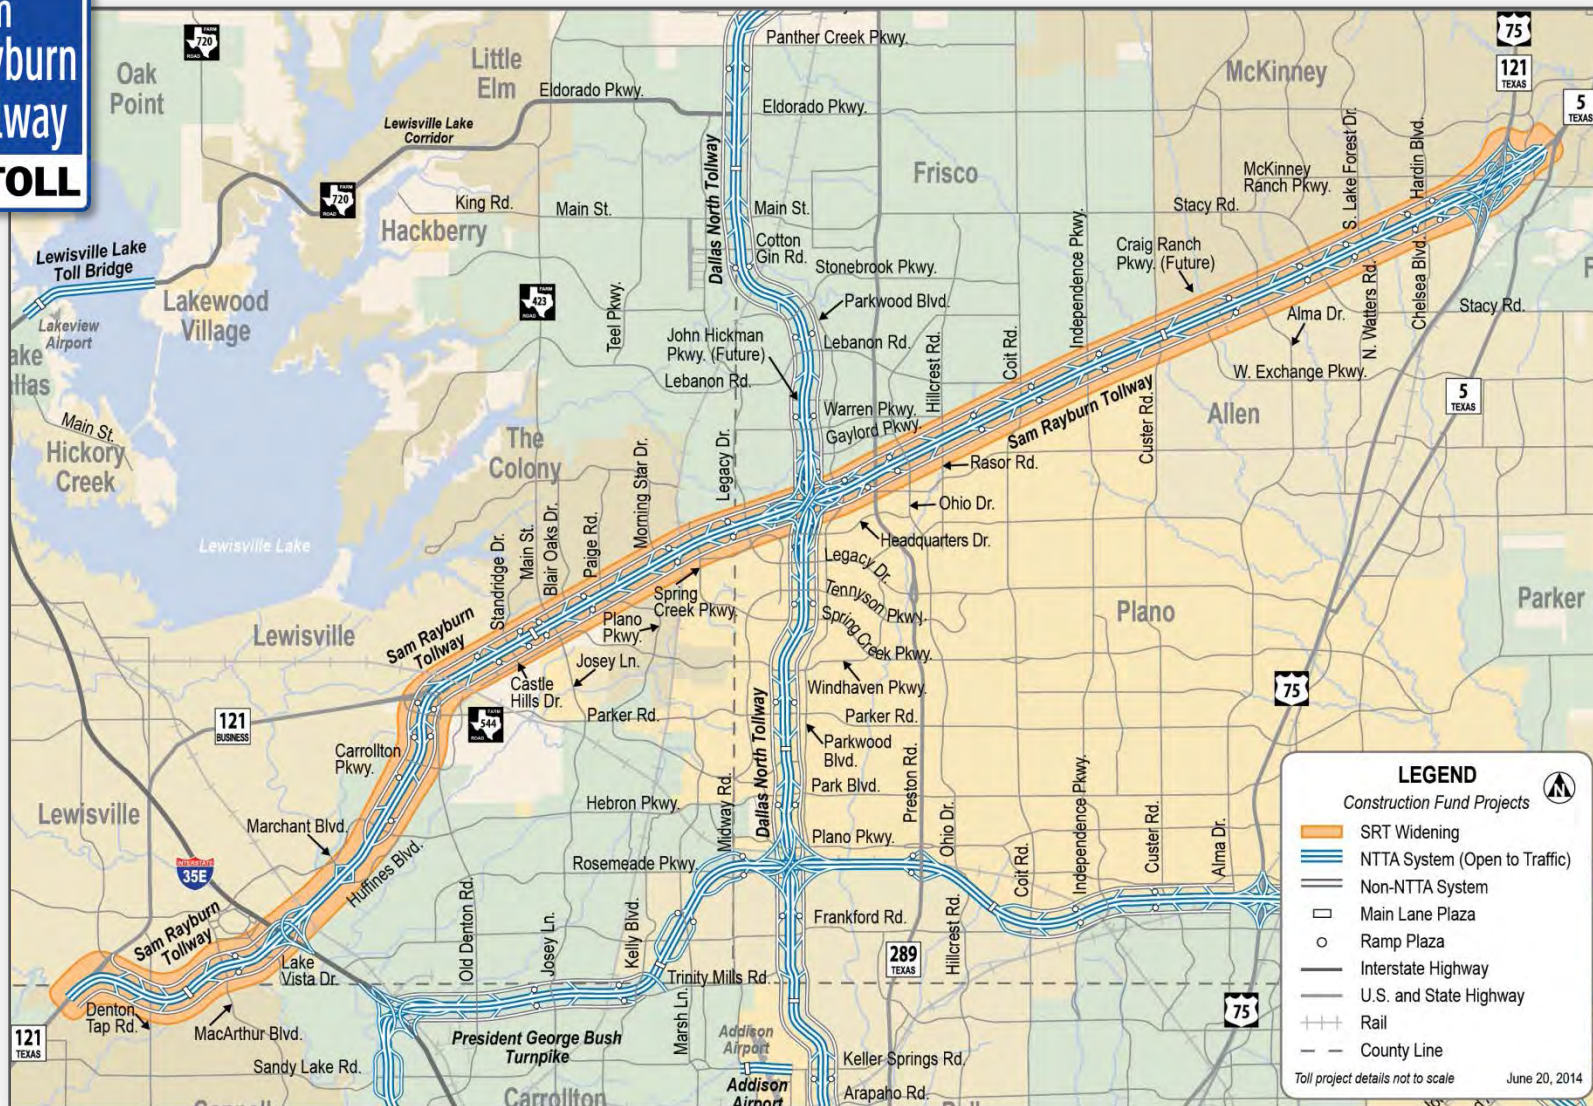 yburn
way
TOLL
FARM
720
ROAD
Oak
Point
Little
Elm
Panther Creek Pkwy.
Eldorado Pkwy.
Eldorado Pkwy.
Lewisville Lake
Corridor
McKinney
75
121
TEXAS
5
TEXAS
FARM
720
ROAD
King Rd.
Main St.
Hackberry
Dallas North Tollway
Main St.
Cotton
Gin Rd.
Stonebrook Pkwy.
Frisco
McKinney
Ranch Pkwy.
Stacy Rd.
S. Lake Forest Dr.
Hardin Blvd.
Craig Ranch
Pkwy. (Future)
Independence Pkwy.
Lewisville Lake
Toll Bridge
Lakewood
Village
Lakeview
Airport
FARM
423
ROAD
Teel Pkwy.
Parkwood Blvd.
John Hickman
Pkwy. (Future)
Lebanon Rd.
Lebanon Rd.
Hillcrest Rd.
Coit Rd.
Alma Dr.
N. Watters Rd.
Chelsea Blvd.
Stacy Rd.
W. Exchange Pkwy.
5
TEXAS
Main St.
Hickory
Creek
The
Colony
Warren Pkwy.
Gaylord Pkwy.
Sam Rayburn Tollway
Custer Rd.
Allen
Legacy Dr.
Morning Star Dr.
Rasor Rd.
Ohio Dr.
Headquarters Dr.
Lewisville Lake
Standridge Dr.
Main St.
Blair Oaks Dr.
Paige Rd.
Legacy Dr.
Tennyson Pkwy.
Spring Creek Pkwy.
Spring
Creek Pkwy.
Plano
Pkwy.
Plano
Parker
Lewisville
Sam Rayburn
Tollway
Josey Ln.
Castle
Hills Dr.
Windhaven Pkwy.
75
121
BUSINESS
FARM
544
ROAD
Parker Rd.
Parker Rd.
Dallas North Tollway
Parkwood
Blvd.
Carrollton
Pkwy.
Park Blvd.
Preston Rd.
Lewisville
Hebron Pkwy.
Midway Rd.
Marchant Blvd.
Plano Pkwy.
Ohio Dr.
Independence Pkwy.
Coit Rd.
Custer Rd.
Alma Dr.
INTERSTATE
35E
Huffines Blvd.
Rosemeade Pkwy.
Frankford Rd.
Hillcrest Rd.
Sam Rayburn
Tollway
Old Denton Rd.
Josey Ln.
Kelly Blvd.
289
TEXAS
Lake
Vista Dr.
Trinity Mills Rd.
Denton
Tap Rd.
MacArthur Blvd.
75
121
TEXAS
Sandy Lake Rd.
President George Bush
Turnpike
Marsh Ln.
Addison
Airport
Keller Springs Rd.
Addison
Airport
Arapaho Rd.
Carrollton
LEGEND
Construction Fund Projects
N
SRT Widening
NTTA System (Open to Traffic)
Non-NTTA System
Main Lane Plaza
Ramp Plaza
Interstate Highway
U.S. and State Highway
Rail
County Line
Toll project details not to scale
June 20, 2014